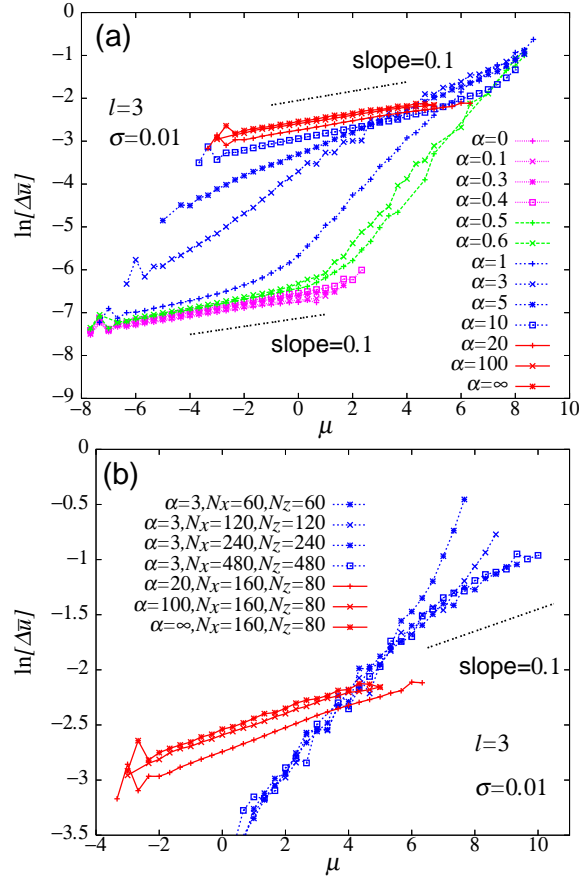 (a)
slope=0.1
l=3
σ=0.01
α=0
α=0.1
α=0.3
α=0.4
α=0.5
α=0.6
α=1
α=3
α=5
α=10
α=20
α=100
α=∞
slope=0.1
-1
-2
-3
-4
-5
-6
-7
-8
-9
ln[Δū]
-8 -6 -4 -2 0 2 4 6 8 10
μ
(b)
α=3,Nx=60,Nz=60
α=3,Nx=120,Nz=120
α=3,Nx=240,Nz=240
α=3,Nx=480,Nz=480
α=20,Nx=160,Nz=80
α=100,Nx=160,Nz=80
α=∞,Nx=160,Nz=80
slope=0.1
l=3
σ=0.01
0
-0.5
-1
-1.5
-2
-2.5
-3
-3.5
ln[Δū]
-4 -2 0 2 4 6 8 10
μ